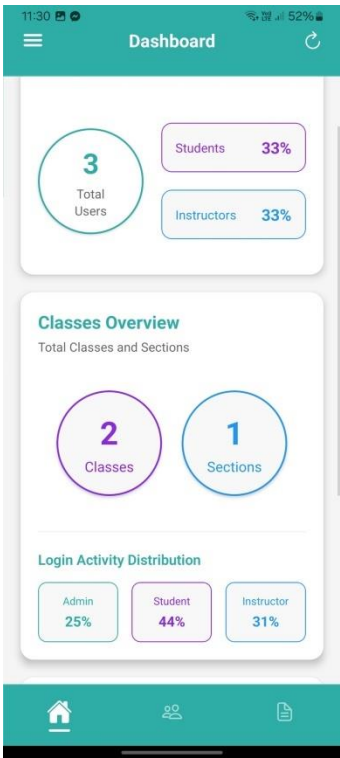 11:30 52%
Dashboard
3
Total
Users
Students 33%
Instructors 33%
Classes Overview
Total Classes and Sections
2
Classes
1
Sections
Login Activity Distribution
Admin
25%
Student
44%
Instructor
31%